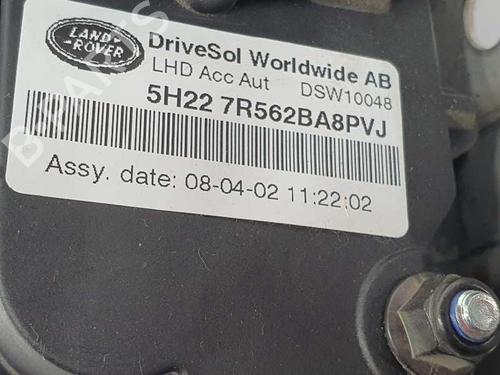 LAND-
ROVER
DriveSol Worldwide AB
LHD Acc Aut DSW10048
5H22 7R562BA8PVJ
Assy. date: 08-04-02 11:22:02